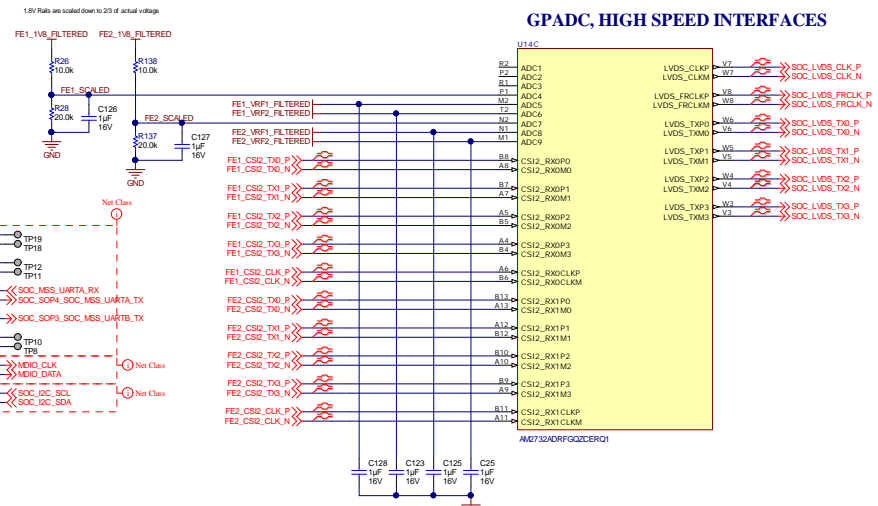 1.8V Rails are scaled down to 2/3 of actual voltage
GPADC, HIGH SPEED INTERFACES
FE1_1V8_FILTERED
FE2_1V8_FILTERED
R26
10.0k
R138
10.0k
FE1_SCALED
R28
20.0k
C126
1µF
16V
GND
FE2_SCALED
R137
20.0k
C127
1µF
16V
GND
FE1_VRF1_FILTERED
FE1_VRF2_FILTERED
FE2_VRF1_FILTERED
FE2_VRF2_FILTERED
FE1_CSI2_TX0_P
FE1_CSI2_TX0_N
FE1_CSI2_TX1_P
FE1_CSI2_TX1_N
FE1_CSI2_TX2_P
FE1_CSI2_TX2_N
FE1_CSI2_TX3_P
FE1_CSI2_TX3_N
FE1_CSI2_CLK_P
FE1_CSI2_CLK_N
FE2_CSI2_TX0_P
FE2_CSI2_TX0_N
FE2_CSI2_TX1_P
FE2_CSI2_TX1_N
FE2_CSI2_TX2_P
FE2_CSI2_TX2_N
FE2_CSI2_TX3_P
FE2_CSI2_TX3_N
FE2_CSI2_CLK_P
FE2_CSI2_CLK_N
U14C
R2 ADC1
P2 ADC2
R1 ADC3
P1 ADC4
M2 ADC5
T2 ADC6
N2 ADC7
N1 ADC8
M1 ADC9
B8 CSI2_RX0P0
A8 CSI2_RX0M0
B7 CSI2_RX0P1
A7 CSI2_RX0M1
A5 CSI2_RX0P2
B5 CSI2_RX0M2
A4 CSI2_RX0P3
B4 CSI2_RX0M3
A6 CSI2_RX0CLKP
B6 CSI2_RX0CLKM
B13 CSI2_RX1P0
A13 CSI2_RX1M0
A12 CSI2_RX1P1
B12 CSI2_RX1M1
B10 CSI2_RX1P2
A10 CSI2_RX1M2
B9 CSI2_RX1P3
A9 CSI2_RX1M3
B11 CSI2_RX1CLKP
A11 CSI2_RX1CLKM
LVDS_CLKP V7 SOC_LVDS_CLK_P
LVDS_CLKM W7 SOC_LVDS_CLK_N
LVDS_FRCLKP V8 SOC_LVDS_FRCLK_P
LVDS_FRCLKM W8 SOC_LVDS_FRCLK_N
LVDS_TXP0 W6 SOC_LVDS_TX0_P
LVDS_TXM0 V6 SOC_LVDS_TX0_N
LVDS_TXP1 W5 SOC_LVDS_TX1_P
LVDS_TXM1 V5 SOC_LVDS_TX1_N
LVDS_TXP2 W4 SOC_LVDS_TX2_P
LVDS_TXM2 V4 SOC_LVDS_TX2_N
LVDS_TXP3 W3 SOC_LVDS_TX3_P
LVDS_TXM3 V3 SOC_LVDS_TX3_N
AM2732ADRFGQZCERQ1
Net Class
i
TP19
TP18
TP12
TP11
SOC_MSS_UARTA_RX
SOC_SOP4_SOC_MSS_UARTA_TX
SOC_SOP3_SOC_MSS_UARTB_TX
TP10
TP8
MDIO_CLK
MDIO_DATA
i Net Class
SOC_I2C_SCL
SOC_I2C_SDA
i Net Class
C128
1µF
16V
C123
1µF
16V
C125
1µF
16V
C25
1µF
16V